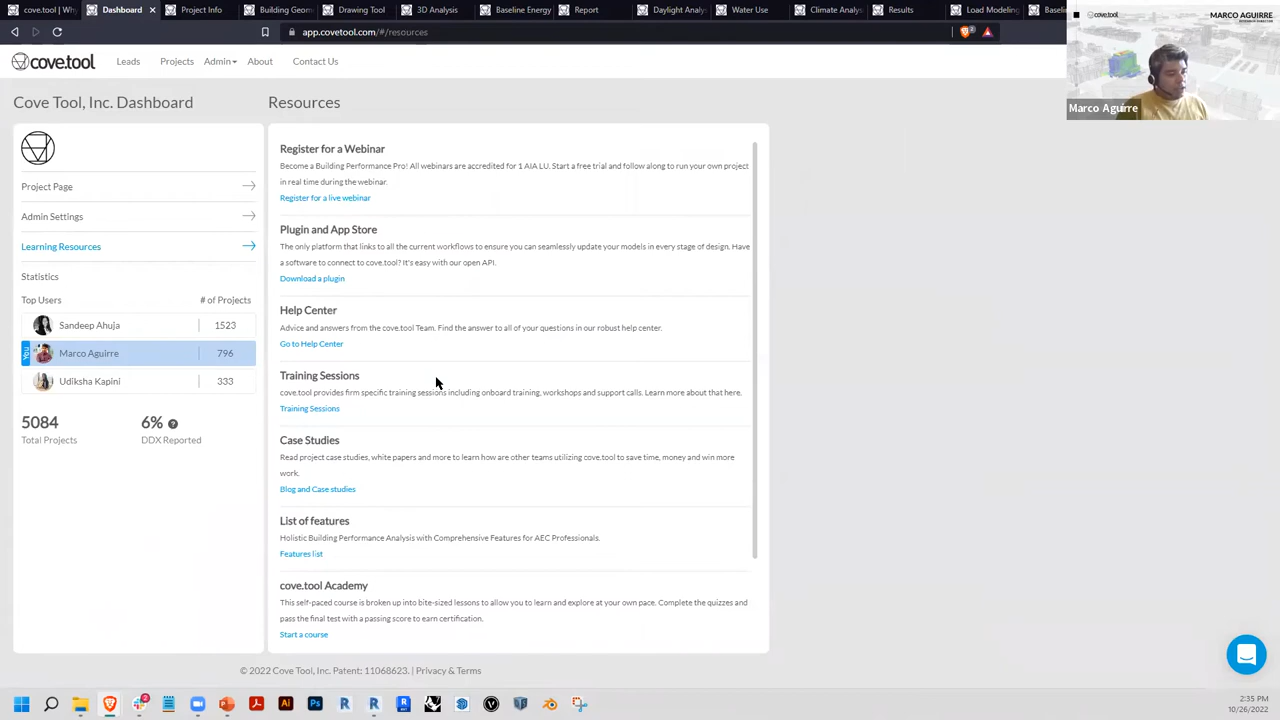 cove.tool | Wh
Dashboard
Project Info
Building Geom
Drawing Tool
3D Analysis
Baseline Energ
Report
Daylight Analy
Water Use
Climate Analys
Results
Load Modeling
Baseli
app.covetool.com/#/resources
2
cove.tool
MARCO AGUIRRE
Marco Aguirre
cove.tool
Leads
Projects
Admin
About
Contact Us
Cove Tool, Inc. Dashboard
Project Page
Admin Settings
Learning Resources
Statistics
Top Users
# of Projects
Sandeep Ahuja
1523
You
Marco Aguirre
796
Udiksha Kapini
333
5084
6%
Total Projects
DDX Reported
Resources
Register for a Webinar
Become a Building Performance Pro! All webinars are accredited for 1 AIA LU. Start a free trial and follow along to run your own project
in real time during the webinar.
Register for a live webinar
Plugin and App Store
The only platform that links to all the current workflows to ensure you can seamlessly update your models in every stage of design. Have
a software to connect to cove.tool? It's easy with our open API.
Download a plugin
Help Center
Advice and answers from the cove.tool Team. Find the answer to all of your questions in our robust help center.
Go to Help Center
Training Sessions
cove.tool provides firm specific training sessions including onboard training, workshops and support calls. Learn more about that here.
Training Sessions
Case Studies
Read project case studies, white papers and more to learn how are other teams utilizing cove.tool to save time, money and win more
work.
Blog and Case studies
List of features
Holistic Building Performance Analysis with Comprehensive Features for AEC Professionals.
Features list
cove.tool Academy
This self-paced course is broken up into bite-sized lessons to allow you to learn and explore at your own pace. Complete the quizzes and
pass the final test with a passing score to earn certification.
Start a course
© 2022 Cove Tool, Inc. Patent: 11068623. | Privacy & Terms
2:35 PM
10/26/2022